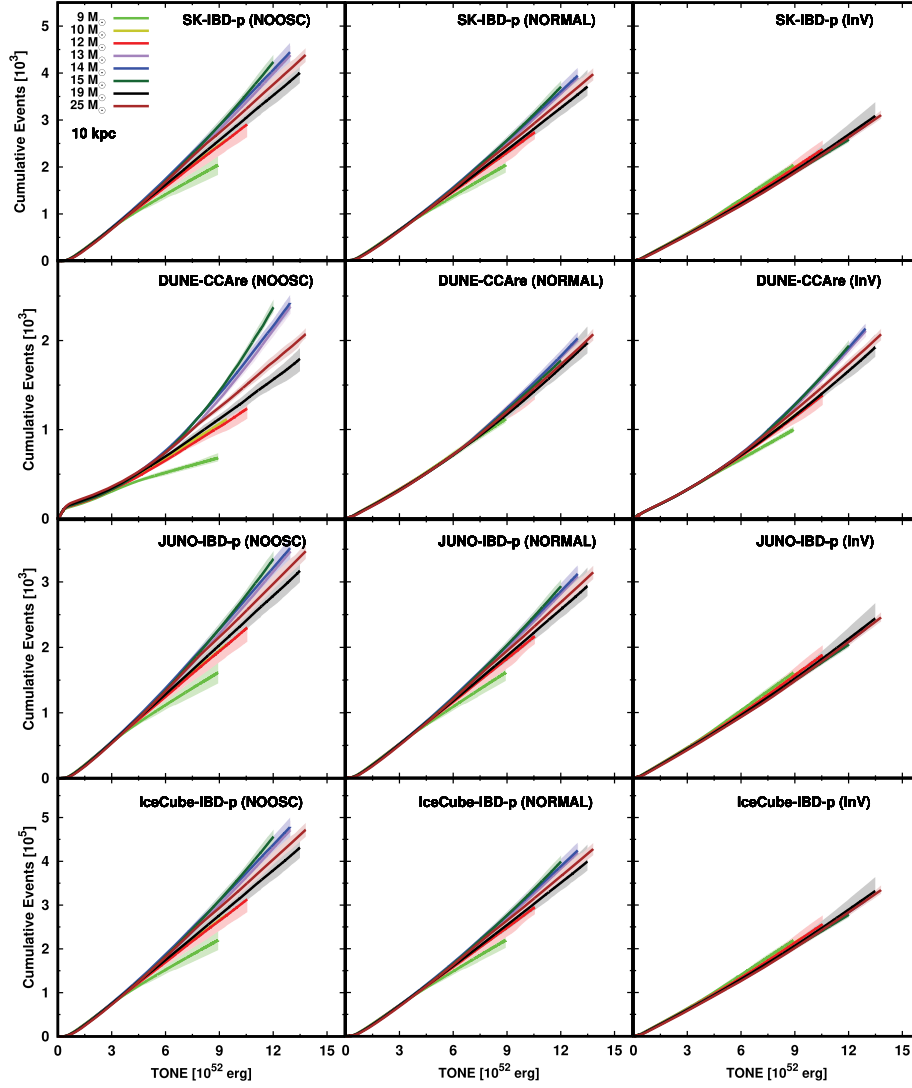 9 M☉
10 M☉
12 M☉
13 M☉
14 M☉
15 M☉
19 M☉
25 M☉
10 kpc
SK-IBD-p (NOOSC)
SK-IBD-p (NORMAL)
SK-IBD-p (InV)
Cumulative Events [10³]
5
4
3
2
1
0
DUNE-CCAre (NOOSC)
DUNE-CCAre (NORMAL)
DUNE-CCAre (InV)
Cumulative Events [10³]
2
1
0
JUNO-IBD-p (NOOSC)
JUNO-IBD-p (NORMAL)
JUNO-IBD-p (InV)
Cumulative Events [10³]
3
2
1
0
IceCube-IBD-p (NOOSC)
IceCube-IBD-p (NORMAL)
IceCube-IBD-p (InV)
Cumulative Events [10⁵]
5
4
3
2
1
0
0 3 6 9 12 15
0 3 6 9 12 15
0 3 6 9 12 15
TONE [10⁵² erg]
TONE [10⁵² erg]
TONE [10⁵² erg]